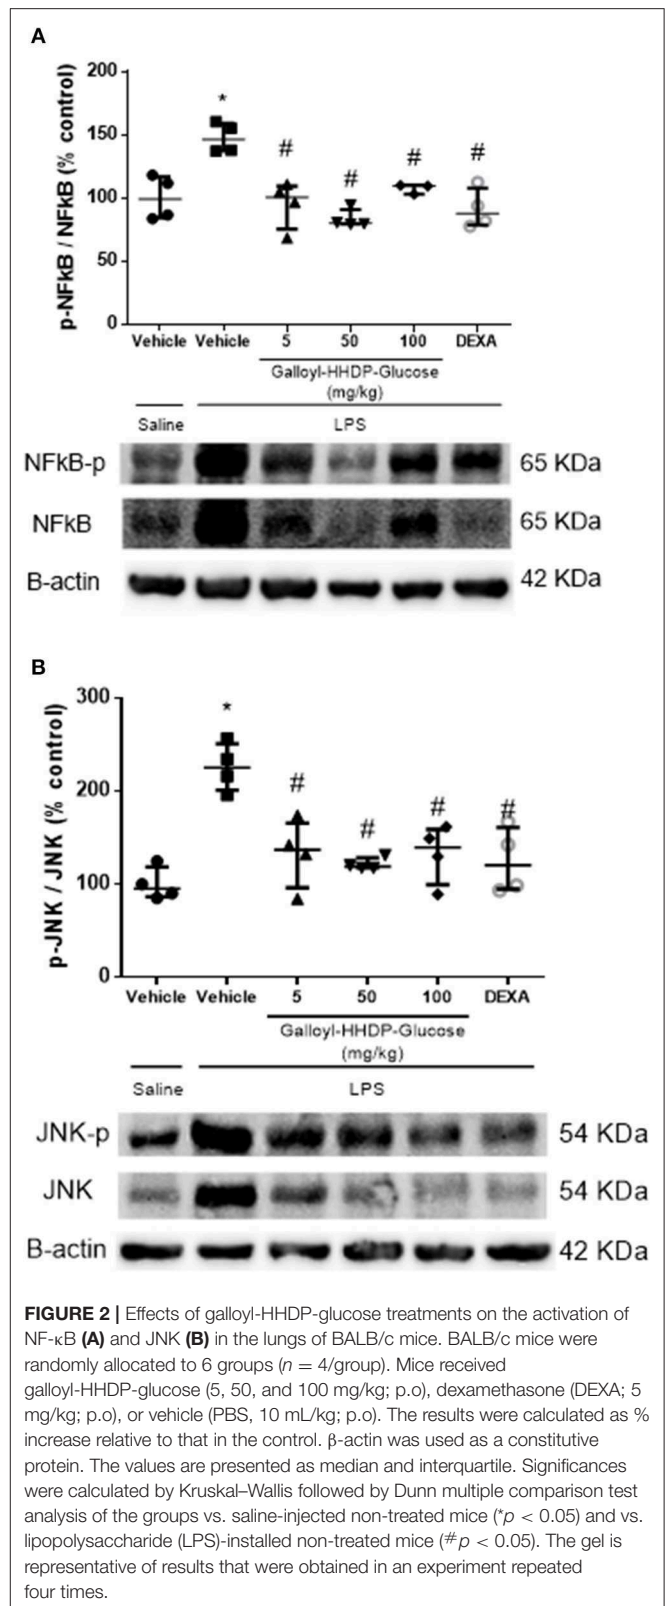 A
200
150
100
50
0
p-NFkB / NFkB (% control)
*
#
#
#
#
Vehicle Vehicle 5 50 100 DEXA
Galloyl-HHDP-Glucose
(mg/kg)
Saline LPS
NFkB-p 65 KDa
NFkB 65 KDa
B-actin 42 KDa
B
300
200
100
0
p-JNK / JNK (% control)
*
#
#
#
#
Vehicle Vehicle 5 50 100 DEXA
Galloyl-HHDP-Glucose
(mg/kg)
Saline LPS
JNK-p 54 KDa
JNK 54 KDa
B-actin 42 KDa
FIGURE 2 | Effects of galloyl-HHDP-glucose treatments on the activation of
NF-κB (A) and JNK (B) in the lungs of BALB/c mice. BALB/c mice were
randomly allocated to 6 groups (n = 4/group). Mice received
galloyl-HHDP-glucose (5, 50, and 100 mg/kg; p.o), dexamethasone (DEXA; 5
mg/kg; p.o), or vehicle (PBS, 10 mL/kg; p.o). The results were calculated as %
increase relative to that in the control. β-actin was used as a constitutive
protein. The values are presented as median and interquartile. Significances
were calculated by Kruskal–Wallis followed by Dunn multiple comparison test
analysis of the groups vs. saline-injected non-treated mice (*p < 0.05) and vs.
lipopolysaccharide (LPS)-installed non-treated mice (#p < 0.05). The gel is
representative of results that were obtained in an experiment repeated
four times.